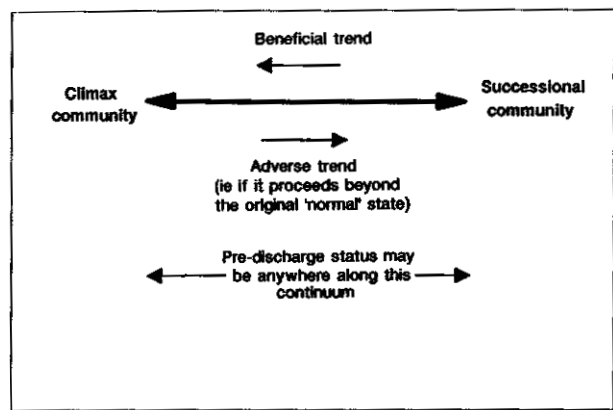 Beneficial trend
Climax
community
Successional
community
Adverse trend
(ie if it proceeds beyond
the original 'normal' state)
Pre-discharge status may
be anywhere along this
continuum